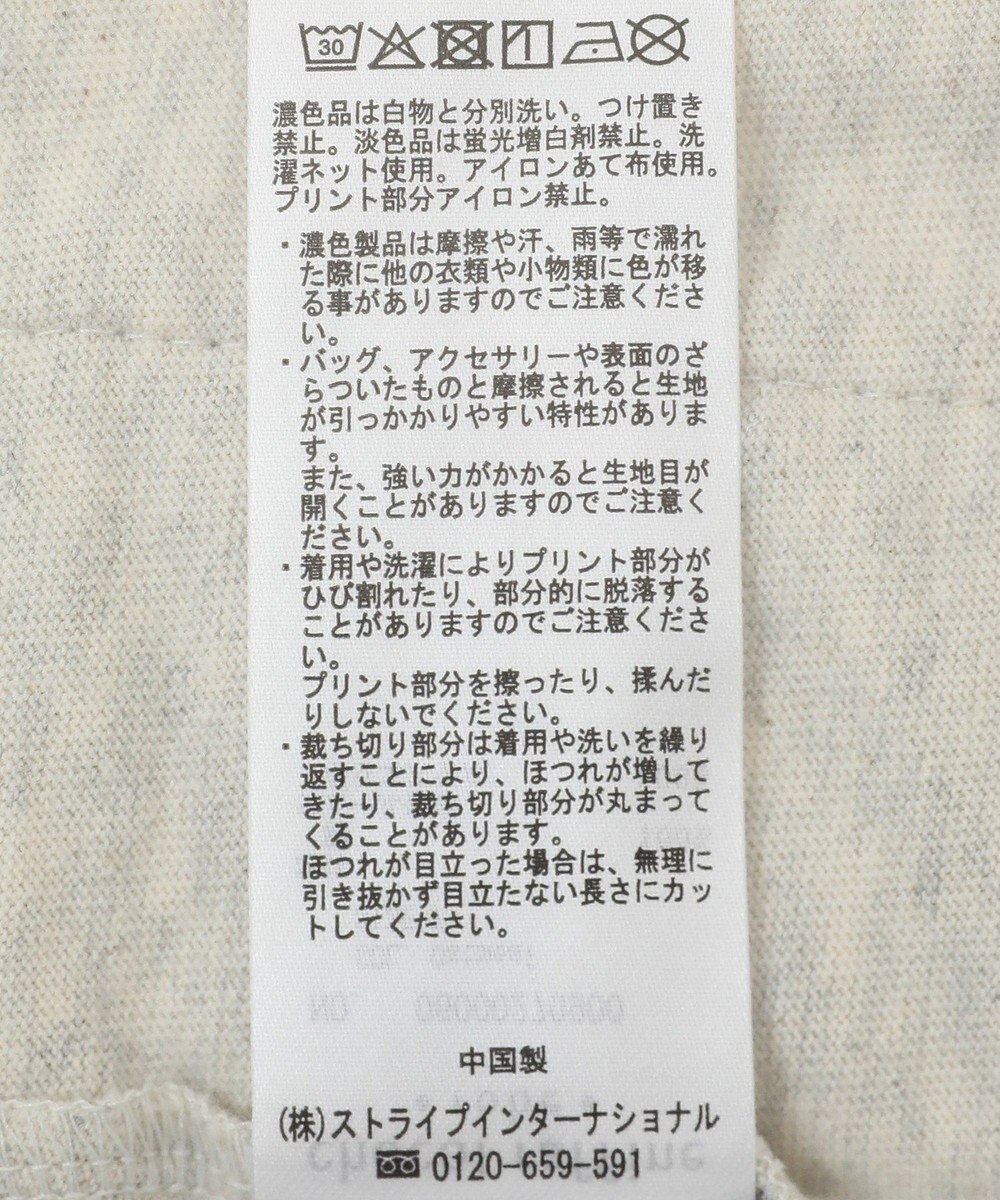 30
濃色品は白物と分別洗い。つけ置き
禁止。淡色品は蛍光増白剤禁止。洗
濯ネット使用。アイロンあて布使用。
プリント部分アイロン禁止。
・濃色製品は摩擦や汗、雨等で濡れ
た際に他の衣類や小物類に色が移
る事がありますのでご注意くださ
い。
・バッグ、アクセサリーや表面のざ
らついたものと摩擦されると生地
が引っかかりやすい特性がありま
す。
また、強い力がかかると生地目が
開くことがありますのでご注意く
ださい。
・着用や洗濯によりプリント部分が
ひび割れたり、部分的に脱落する
ことがありますのでご注意くださ
い。
プリント部分を擦ったり、揉んだ
りしないでください。
・裁ち切り部分は着用や洗いを繰り
返すことにより、ほつれが増して
きたり、裁ち切り部分が丸まって
くることがあります。
ほつれが目立った場合は、無理に
引き抜かず目立たない長さにカッ
トしてください。
中国製
(株)ストライプインターナショナル
0120-659-591